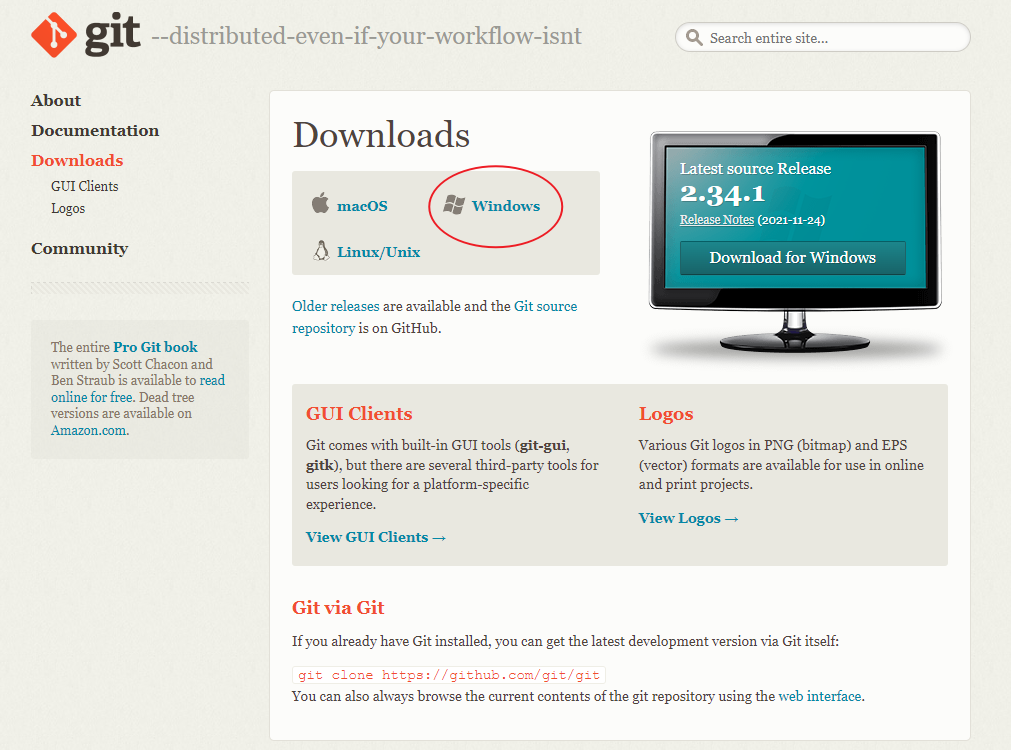 git --distributed-even-if-your-workflow-isnt
Search entire site...
About
Documentation
Downloads
GUI Clients
Logos
Community
The entire Pro Git book
written by Scott Chacon and
Ben Straub is available to read
online for free. Dead tree
versions are available on
Amazon.com.
Downloads
macOS
Windows
Linux/Unix
Older releases are available and the Git source
repository is on GitHub.
Latest source Release
2.34.1
Release Notes (2021-11-24)
Download for Windows
GUI Clients
Git comes with built-in GUI tools (git-gui,
gitk), but there are several third-party tools for
users looking for a platform-specific
experience.
View GUI Clients →
Logos
Various Git logos in PNG (bitmap) and EPS
(vector) formats are available for use in online
and print projects.
View Logos →
Git via Git
If you already have Git installed, you can get the latest development version via Git itself:
git clone https://github.com/git/git
You can also always browse the current contents of the git repository using the web interface.